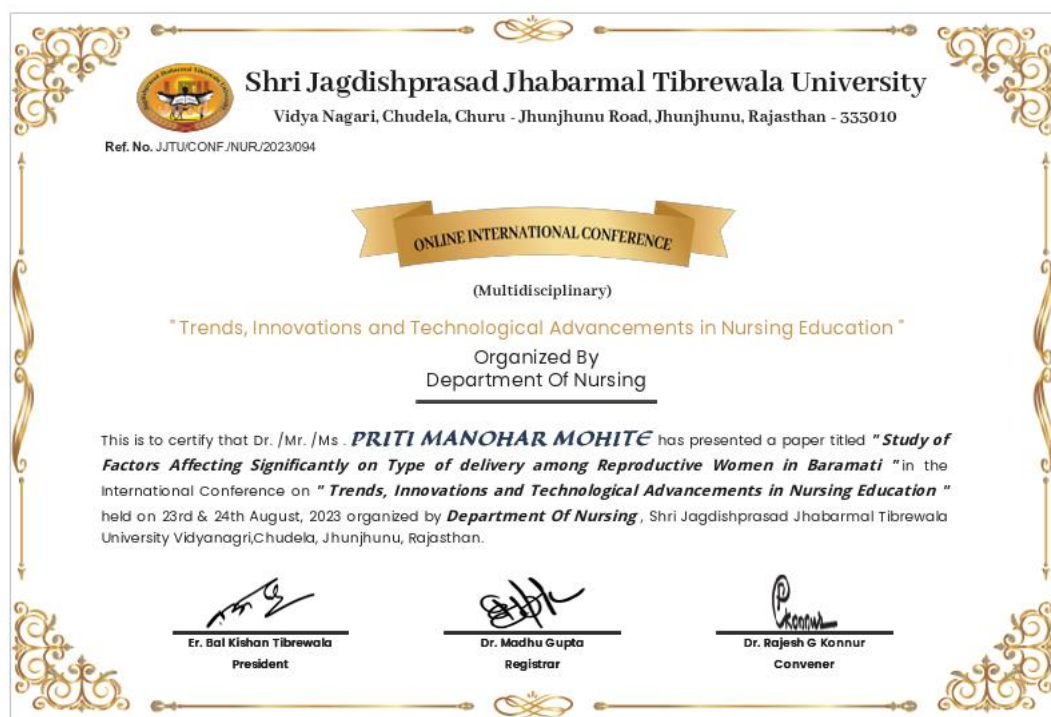 Shri Jagdishprasad Jhabarmal Tibrewala University
Vidya Nagari, Chudela, Churu - Jhunjhunu Road, Jhunjhunu, Rajasthan - 333010
Ref. No. JJTU/CONF./NUR/2023/094
ONLINE INTERNATIONAL CONFERENCE
(Multidisciplinary)
" Trends, Innovations and Technological Advancements in Nursing Education "
Organized By
Department Of Nursing
This is to certify that Dr. /Mr. /Ms . PRITI MANOHAR MOHITE has presented a paper titled " Study of
Factors Affecting Significantly on Type of delivery among Reproductive Women in Baramati " in the
International Conference on " Trends, Innovations and Technological Advancements in Nursing Education "
held on 23rd & 24th August, 2023 organized by Department Of Nursing , Shri Jagdishprasad Jhabarmal Tibrewala
University Vidyanagri,Chudela, Jhunjhunu, Rajasthan.
Konnur
Er. Bal Kishan Tibrewala
President
Dr. Madhu Gupta
Registrar
Dr. Rajesh G Konnur
Convener